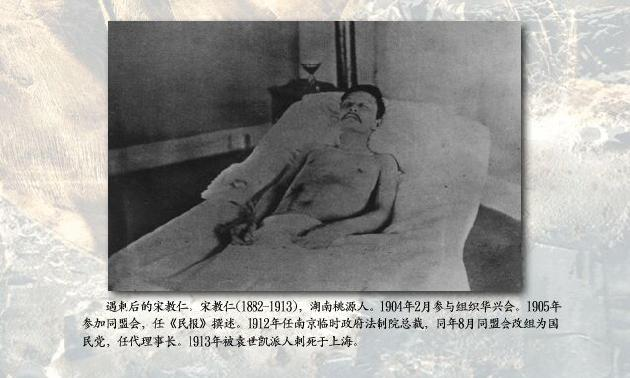 遇刺后的宋教仁。宋教仁(1882-1913)，湖南桃源人。1904年2月参与组织华兴会。1905年
参加同盟会，任《民报》撰述。1912年任南京临时政府法制院总裁，同年8月同盟会改组为国
民党，任代理事长。1913年被袁世凯派人刺死于上海。